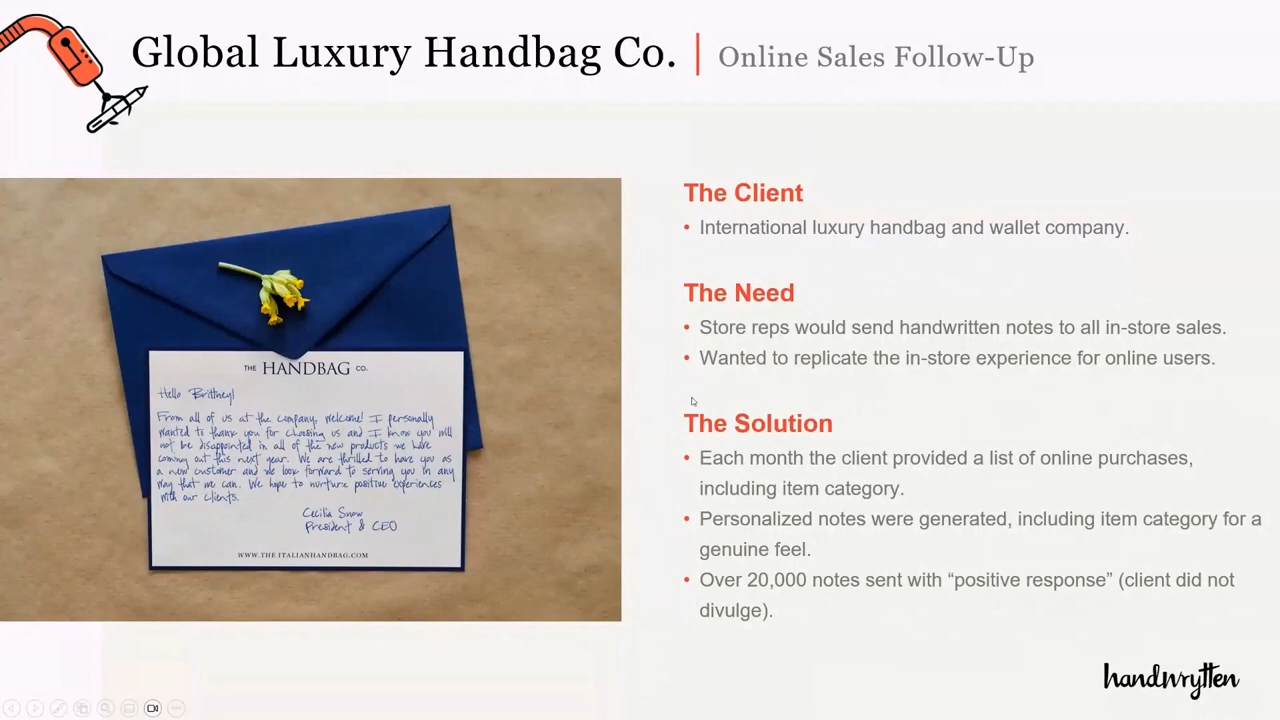 Global Luxury Handbag Co. | Online Sales Follow-Up
THE HANDBAG CO.
Hello Brittney!
From all of us at the company, welcome! I personally
wanted to thank you for choosing us and I know you will
not be disappointed in all of the new products we have
coming out this next year. We are thrilled to have you as
a new customer and we look forward to serving you in any
way that we can. We hope to nurture positive experiences
with our clients.
Cecilia Snow
President & CEO
WWW.THE ITALIANHANDBAG.COM
The Client
• International luxury handbag and wallet company.
The Need
• Store reps would send handwritten notes to all in-store sales.
• Wanted to replicate the in-store experience for online users.
The Solution
• Each month the client provided a list of online purchases,
including item category.
• Personalized notes were generated, including item category for a
genuine feel.
• Over 20,000 notes sent with “positive response” (client did not
divulge).
handwrytten